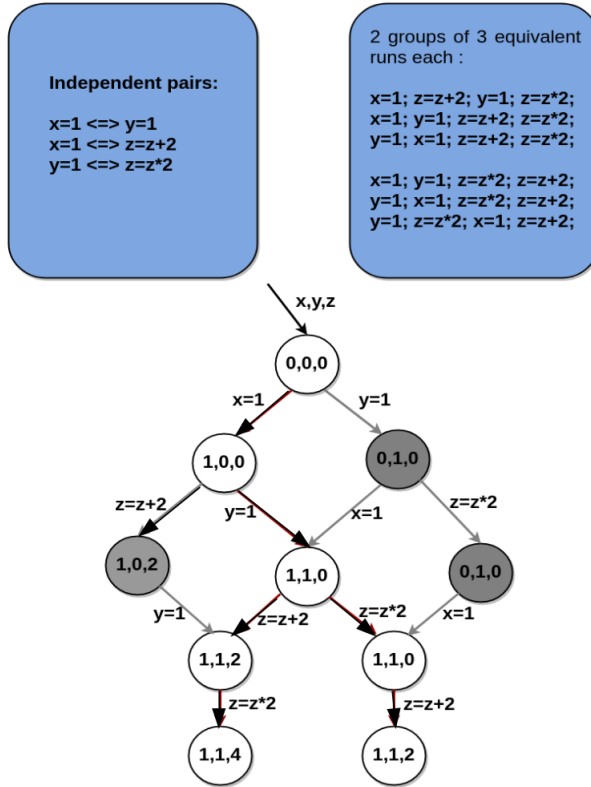 Independent pairs:
x=1 <=> y=1
x=1 <=> z=z+2
y=1 <=> z=z*2
2 groups of 3 equivalent
runs each :
x=1; z=z+2; y=1; z=z*2;
x=1; y=1; z=z+2; z=z*2;
y=1; x=1; z=z+2; z=z*2;
x=1; y=1; z=z*2; z=z+2;
y=1; x=1; z=z*2; z=z+2;
y=1; z=z*2; x=1; z=z+2;
x,y,z
0,0,0
x=1
y=1
1,0,0
0,1,0
z=z+2
y=1
x=1
z=z*2
1,0,2
1,1,0
0,1,0
y=1
z=z+2
z=z*2
x=1
1,1,2
1,1,0
z=z*2
z=z+2
1,1,4
1,1,2